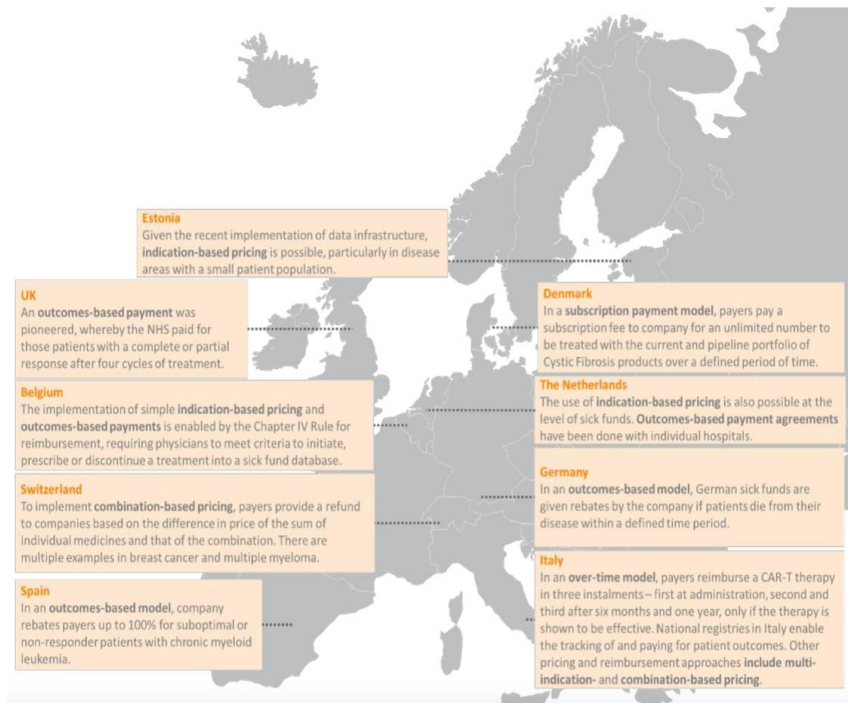 Estonia
Given the recent implementation of data infrastructure,
indication-based pricing is possible, particularly in disease
areas with a small patient population.
UK
An outcomes-based payment was
pioneered, whereby the NHS paid for
those patients with a complete or partial
response after four cycles of treatment.
Denmark
In a subscription payment model, payers pay a
subscription fee to company for an unlimited number to
be treated with the current and pipeline portfolio of
Cystic Fibrosis products over a defined period of time.
Belgium
The implementation of simple indication-based pricing and
outcomes-based payments is enabled by the Chapter IV Rule for
reimbursement, requiring physicians to meet criteria to initiate,
prescribe or discontinue a treatment into a sick fund database.
The Netherlands
The use of indication-based pricing is also possible at the
level of sick funds. Outcomes-based payment agreements
have been done with individual hospitals.
Switzerland
To implement combination-based pricing, payers provide a refund
to companies based on the difference in price of the sum of
individual medicines and that of the combination. There are
multiple examples in breast cancer and multiple myeloma.
Germany
In an outcomes-based model, German sick funds are
given rebates by the company if patients die from their
disease within a defined time period.
Spain
In an outcomes-based model, company
rebates payers up to 100% for suboptimal or
non-responder patients with chronic myeloid
leukemia.
Italy
In an over-time model, payers reimburse a CAR-T therapy
in three instalments – first at administration, second and
third after six months and one year, only if the therapy is
shown to be effective. National registries in Italy enable
the tracking of and paying for patient outcomes. Other
pricing and reimbursement approaches include multi-
indication- and combination-based pricing.